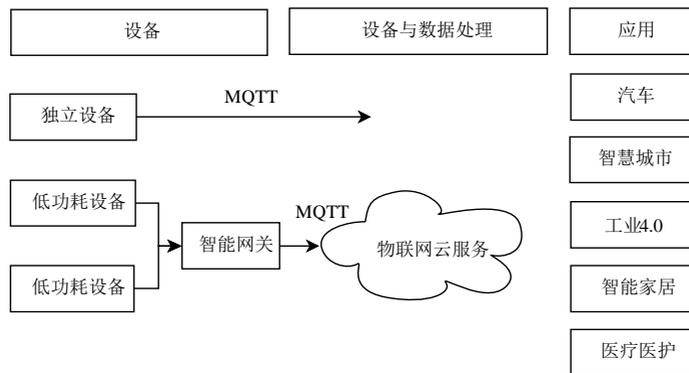 设备
设备与数据处理
应用
独立设备
MQTT
汽车
智慧城市
低功耗设备
智能网关
MQTT
物联网云服务
工业4.0
低功耗设备
智能家居
医疗医护